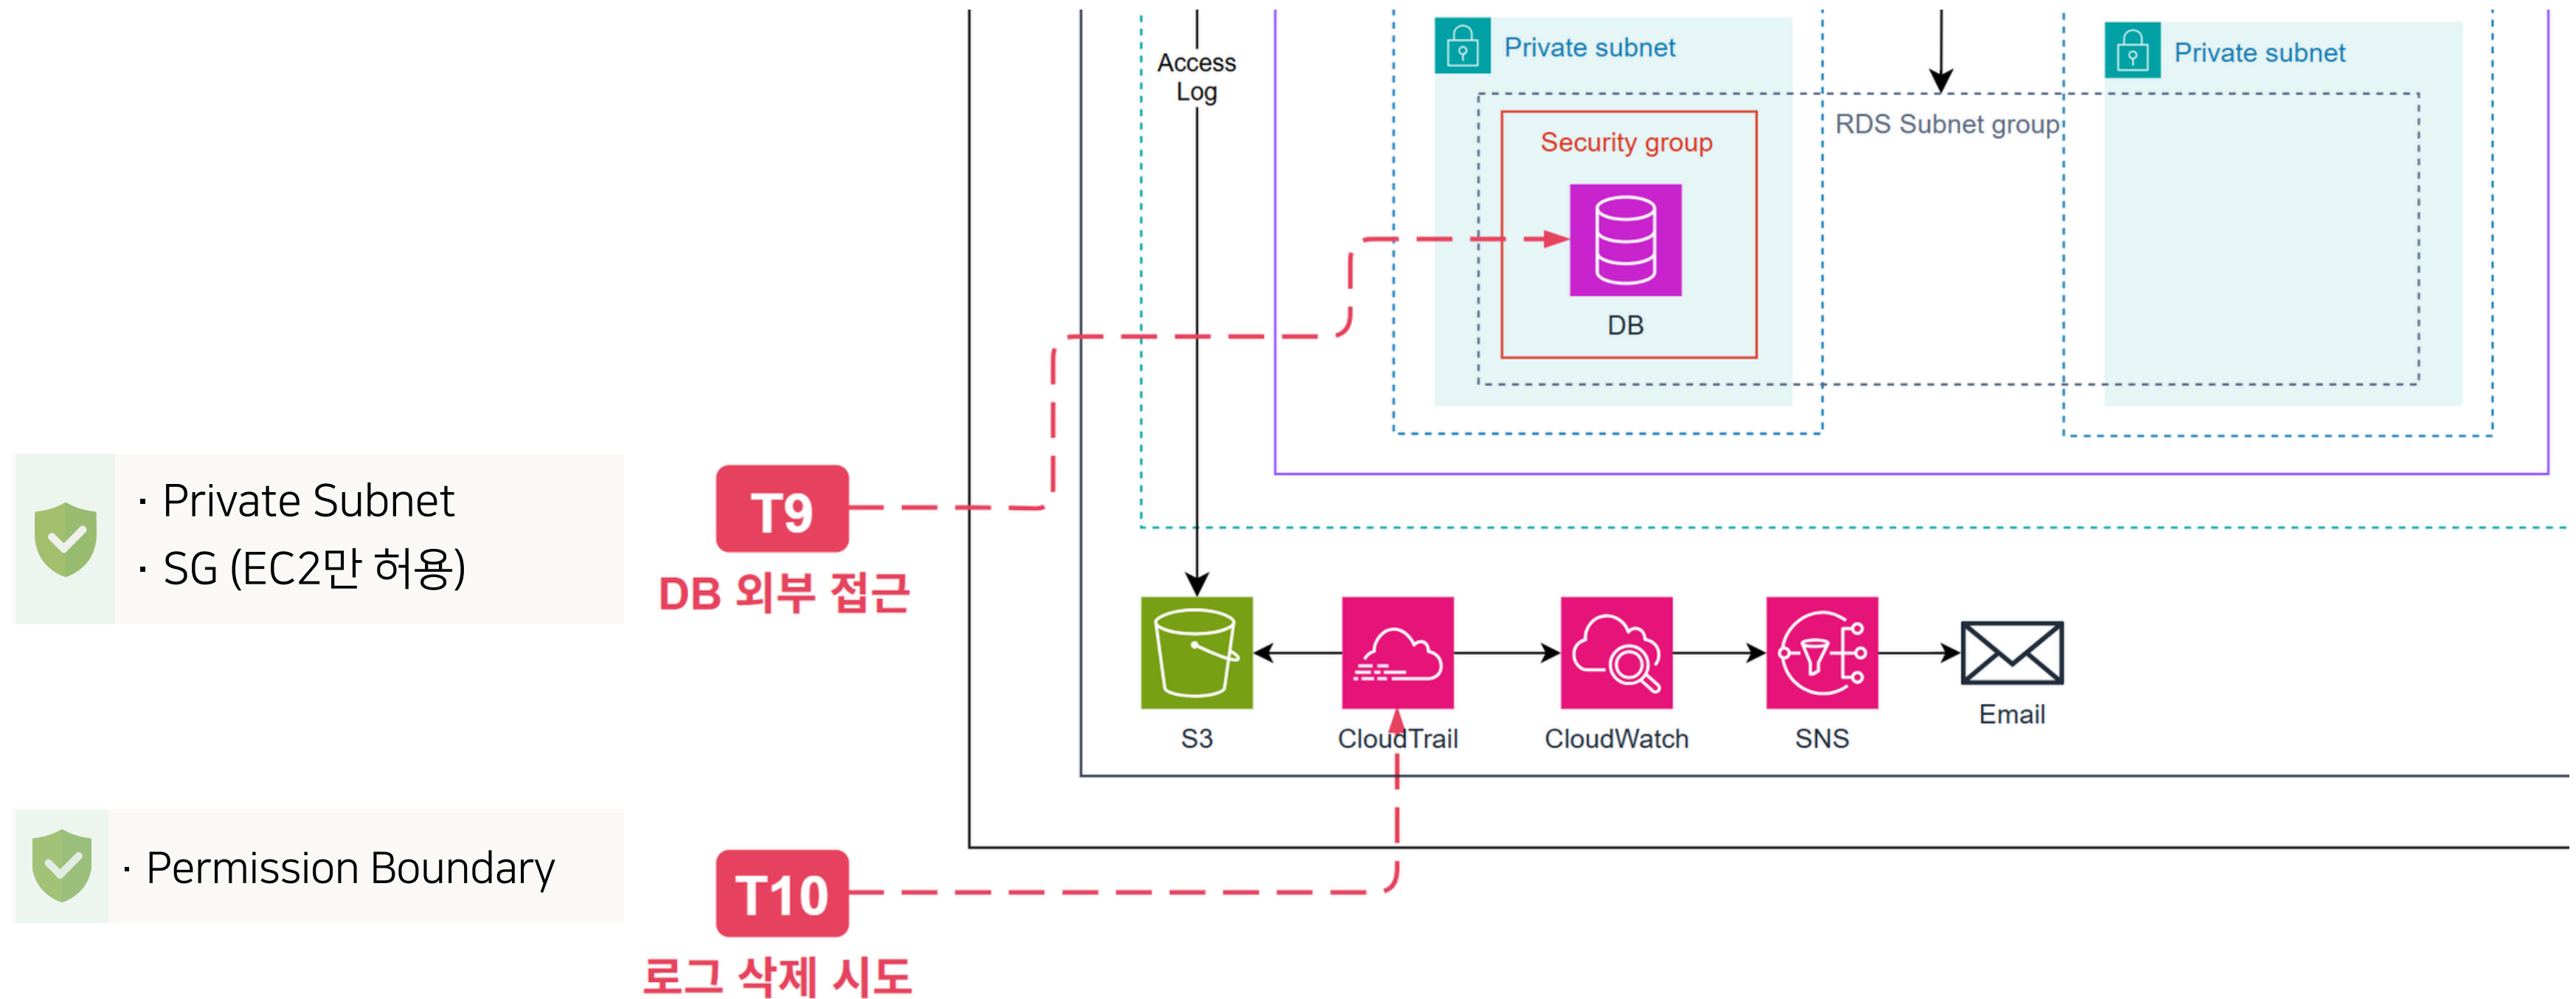 Access
Log
Private subnet
Private subnet
RDS Subnet group
Security group
DB
· Private Subnet
· SG (EC2만 허용)
T9
DB 외부 접근
S3
CloudTrail
CloudWatch
SNS
Email
· Permission Boundary
T10
로그 삭제 시도